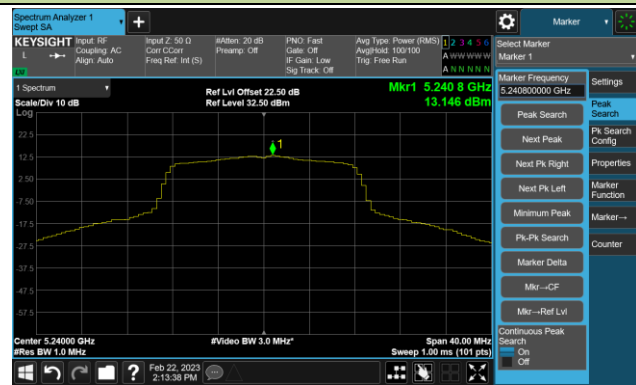 Spectrum Analyzer 1
Swept SA
Marker
KEYSIGHT
L
LW
Input: RF
Coupling: AC
Align: Auto
Input Z: 50 Ω
Corr CCorr
Freq Ref: Int (S)
#Atten: 20 dB
Preamp: Off
PNO: Fast
Gate: Off
IF Gain: Low
Sig Track: Off
Avg Type: Power (RMS)
Avg|Hold: 100/100
Trig: Free Run
1 2 3 4 5 6
A W W W W W
A N N N N N
Select Marker
Marker 1
1 Spectrum
Scale/Div 10 dB
Log
Ref Lvl Offset 22.50 dB
Ref Level 32.50 dBm
Mkr1 5.240 8 GHz
13.146 dBm
22.5
12.5
2.50
-7.50
-17.5
-27.5
-37.5
-47.5
-57.5
1
Center 5.24000 GHz
#Res BW 1.0 MHz
#Video BW 3.0 MHz*
Span 40.00 MHz
Sweep 1.00 ms (101 pts)
Marker Frequency
5.240800000 GHz
Peak Search
Next Peak
Next Pk Right
Next Pk Left
Minimum Peak
Pk-Pk Search
Marker Delta
Mkr→CF
Mkr→Ref Lvl
Continuous Peak
Search
On
Off
Settings
Peak
Search
Pk Search
Config
Properties
Marker
Function
Marker→
Counter
?
Feb 22, 2023
2:13:38 PM